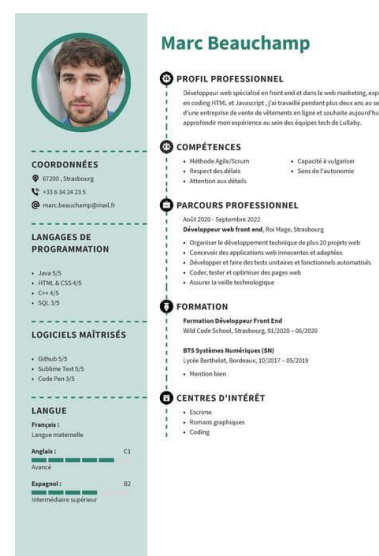 Marc Beauchamp
PROFIL PROFESSIONNEL
Développeur web spécialisé en front end et dans le web marketing,
en coding HTML et Javascript , j'ai travaillé pendant plus deux ans au
d'une entreprise de vente de vêtements en ligne et souhaite
approfondir mon expérience au sein des équipes tech de Lullaby.
COMPÉTENCES
• Méthode Agile/Scrum
• Respect des délais
• Attention aux détails
• Capacité à vulgariser
• Sens de l'autonomie
PARCOURS PROFESSIONNEL
Août 2020 - Septembre 2022
Développeur web front end, Roi Mage, Strasbourg
• Organiser le développement technique de plus 20 projets web
• Concevoir des applications web innovantes et adaptées
• Développer et faire des tests unitaires et fonctionnels automatisés
• Coder, tester et optimiser des pages web
• Assurer la veille technologique
FORMATION
Formation Développeur Front End
Wild Code School, Strasbourg, 01/2020 – 06/2020
BTS Systèmes Numériques (SN)
Lycée Berthelot, Bordeaux, 10/2017 – 05/2019
• Mention bien
CENTRES D'INTÉRÊT
• Escrime
• Romans graphiques
• Coding
COORDONNÉES
67200 , Strasbourg
+33 6 34 24 23 5
marc.beauchamp@mail.fr
LANGAGES DE
PROGRAMMATION
• Java 5/5
• HTML & CSS 4/5
• C++ 4/5
• SQL 3/5
LOGICIELS MAÎTRISÉS
• Github 5/5
• Sublime Text 5/5
• Code Pen 3/5
LANGUE
Français :
Langue maternelle
Anglais : C1
Avancé
Espagnol : B2
Intermédiaire supérieur